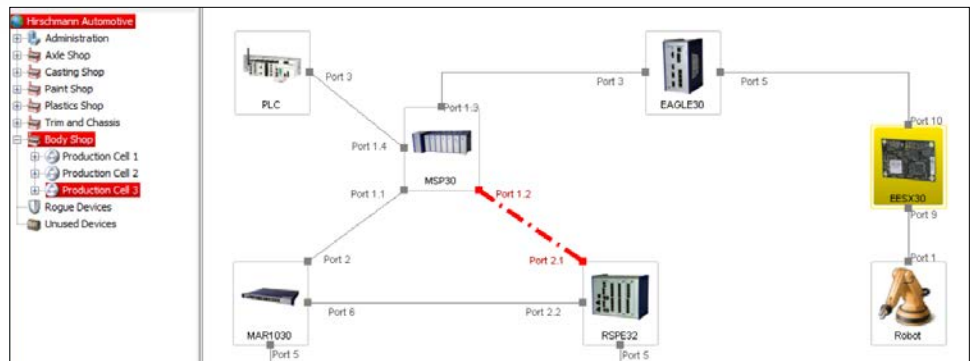 Hirschmann Automotive
Administration
Axle Shop
Casting Shop
Paint Shop
Plastics Shop
Trim and Chassis
Body Shop
Production Cell 1
Production Cell 2
Production Cell 3
Rogue Devices
Unused Devices
Port 3
PLC
Port 1.3
Port 1.4
MSP30
Port 1.1
Port 1.2
Port 3
EAGLE30
Port 5
Port 10
EESX30
Port 9
Port 2
Port 2.1
Port 1
MAR1030
Port 6
Port 2.2
RSPE32
Robot
Port 5
Port 5